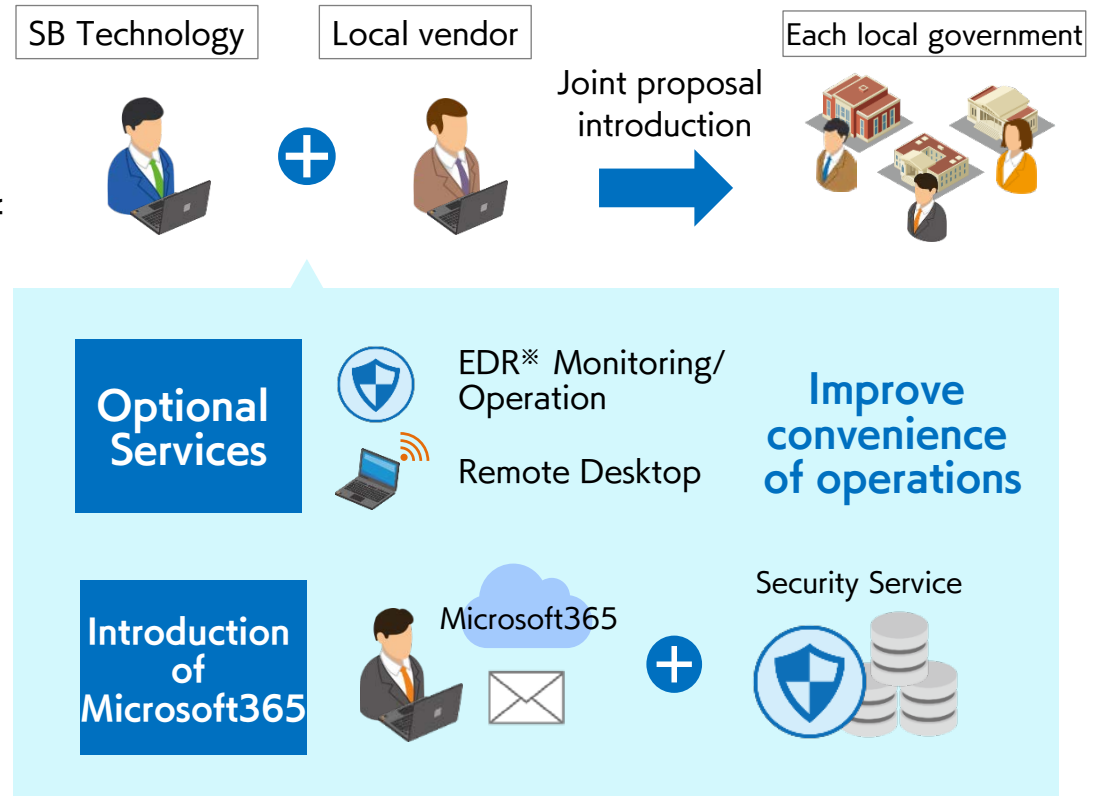 SB Technology
Local vendor
Each local government
Joint proposal
introduction
Optional
Services
EDR※ Monitoring/
Operation
Remote Desktop
Improve
convenience
of operations
Introduction
of
Microsoft365
Microsoft365
Security Service